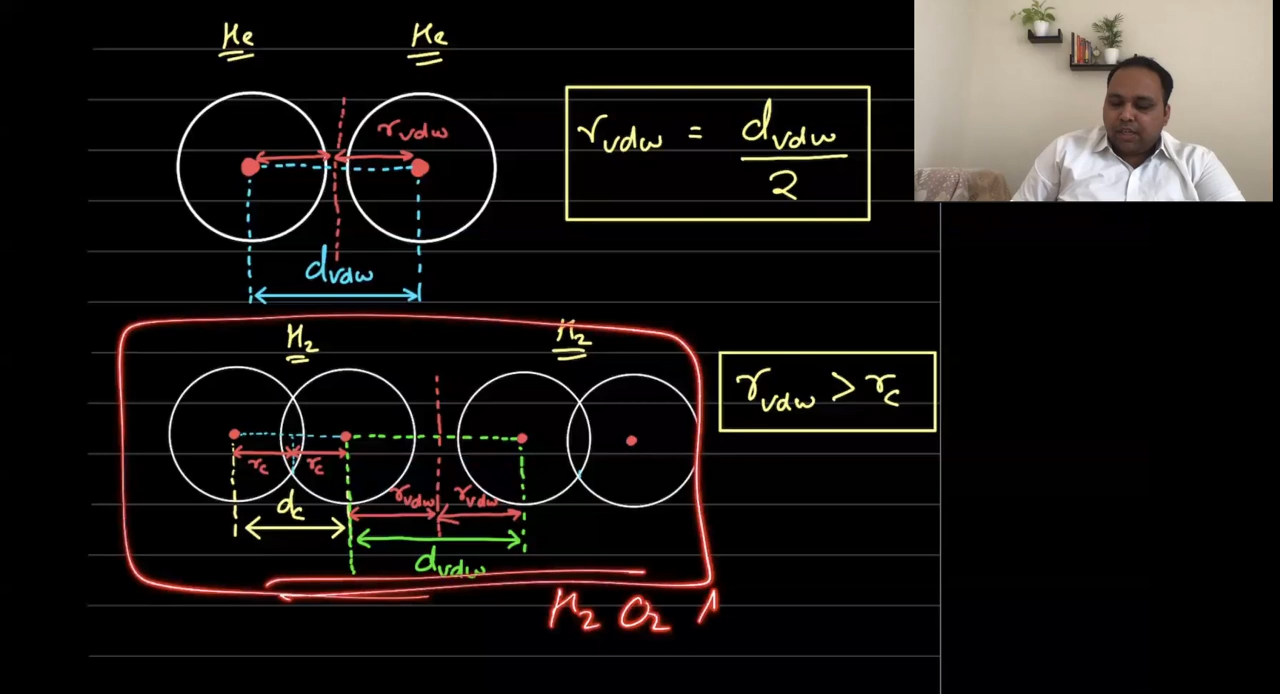 He He
r_vdw
r_vdw = d_vdw / 2
d_vdw
H₂ H₂
r_vdw > r_c
r_c r_c
r_vdw r_vdw
d_c
d_vdw
H₂ O₂